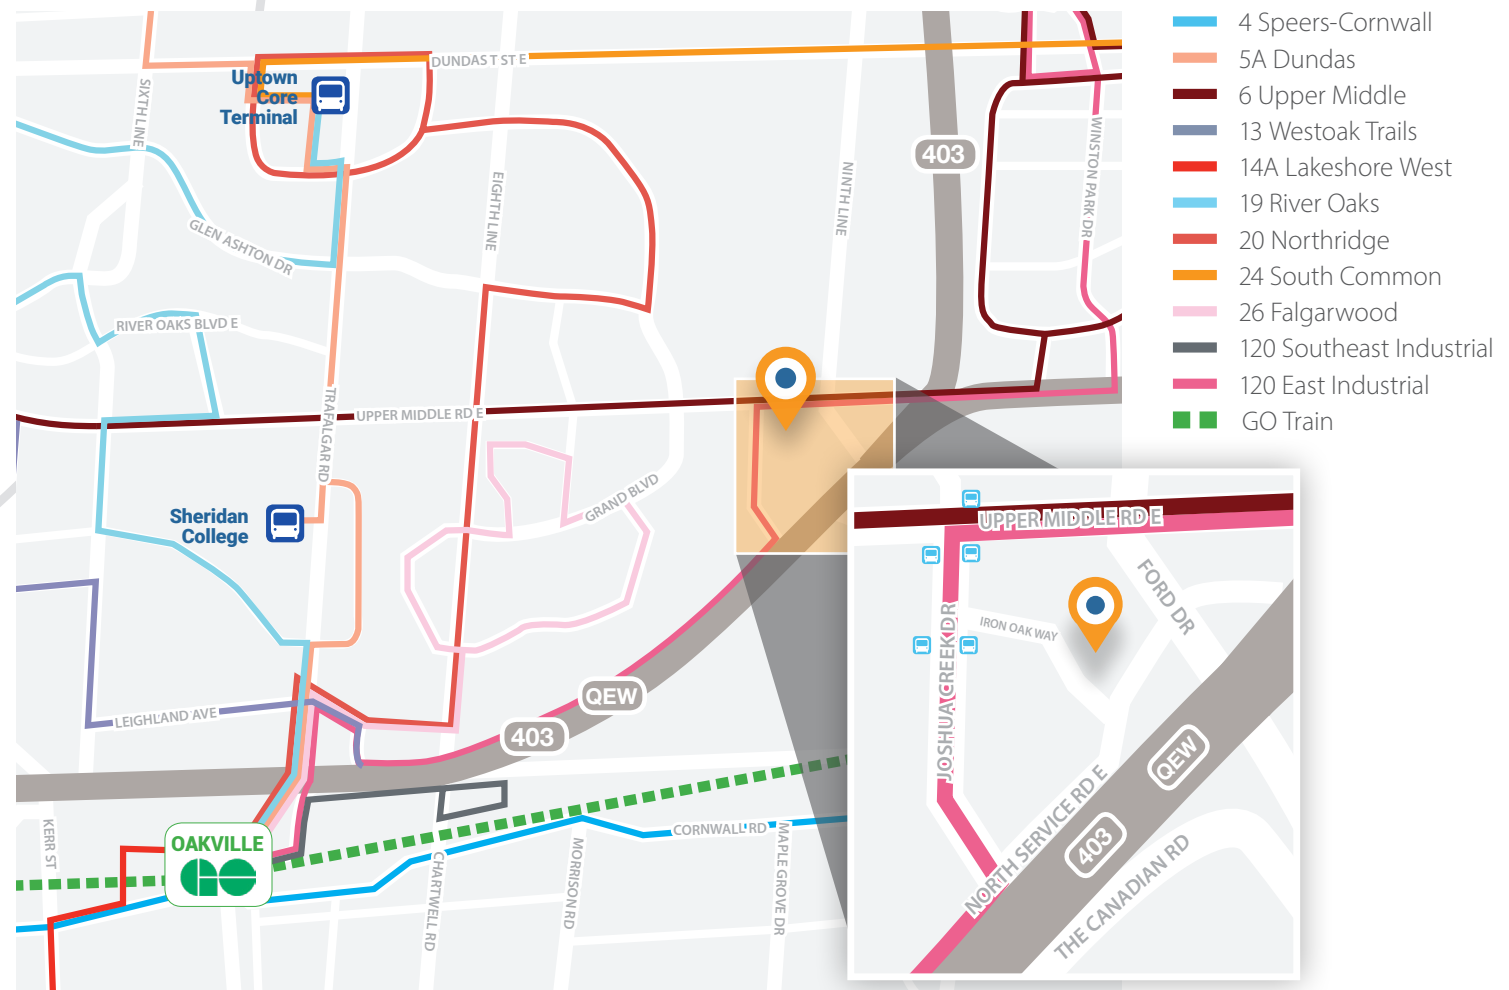 4 Speers-Cornwall
5A Dundas
6 Upper Middle
13 Westoak Trails
14A Lakeshore West
19 River Oaks
20 Northridge
24 South Common
26 Falgarwood
120 Southeast Industrial
120 East Industrial
GO Train
DUNDAS T ST E
Uptown
Core
Terminal
SIXTH LINE
403
WINSTON PARK DR
NINTH LINE
EIGHTH LINE
GLEN ASHTON DR
RIVER OAKS BLVD E
TRAFALGAR RD
UPPER MIDDLE RD E
GRAND BLVD
Sheridan
College
LEIGHLAND AVE
QEW
403
KERR ST
OAKVILLE
GO
CORNWALL RD
CHARTWELL RD
MORRISON RD
MAPLE GROVE DR
UPPER MIDDLE RD E
FORD DR
IRON OAK WAY
JOSHUA CREEK DR
QEW
NORTH SERVICE RD E
403
THE CANADIAN RD